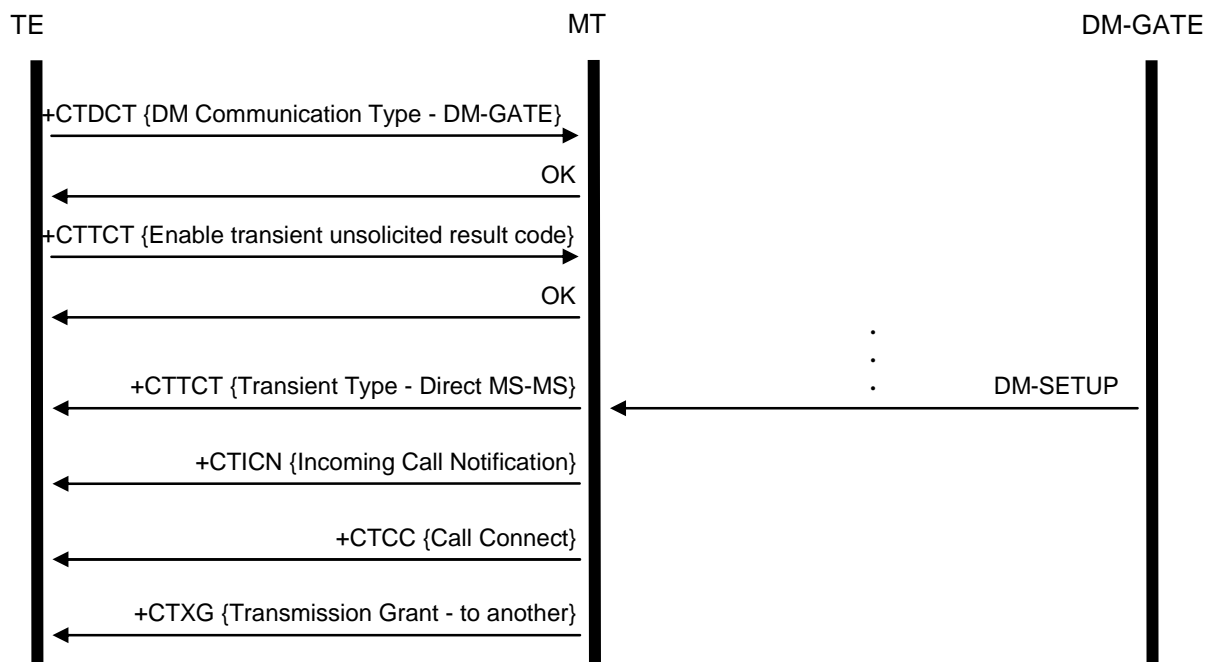 TE MT DM-GATE
+CTDCT {DM Communication Type - DM-GATE}
OK
+CTTCT {Enable transient unsolicited result code}
OK
.
.
.
+CTTCT {Transient Type - Direct MS-MS} DM-SETUP
+CTICN {Incoming Call Notification}
+CTCC {Call Connect}
+CTXG {Transmission Grant - to another}